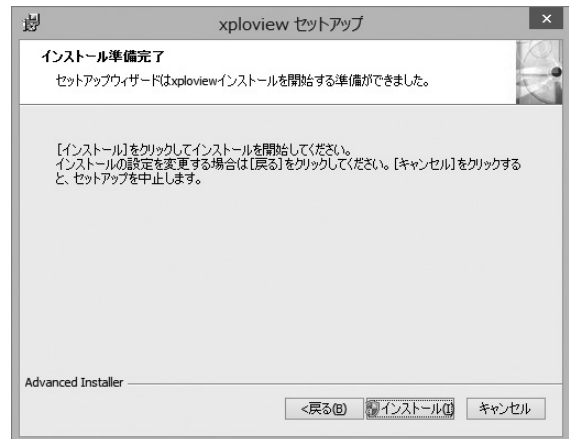 xploview セットアップ
インストール準備完了
セットアップウィザードはxploviewインストールを開始する準備ができました。
[インストール]をクリックしてインストールを開始してください。
インストールの設定を変更する場合は[戻る]をクリックしてください。[キャンセル]をクリックする
と、セットアップを中止します。
Advanced Installer
<戻る(B) インストール(I) キャンセル